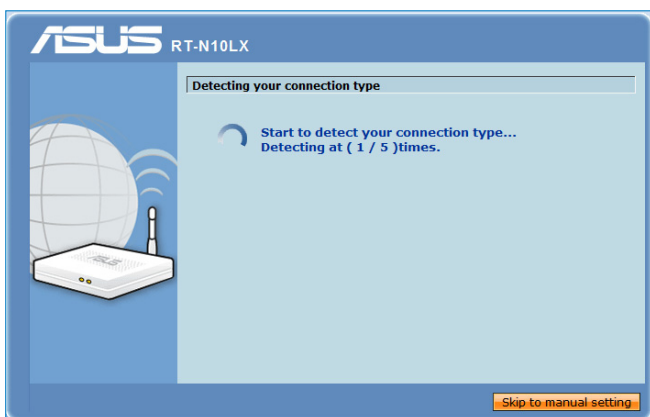 ASUS RT-N10LX
Detecting your connection type
Start to detect your connection type...
Detecting at ( 1 / 5 )times.
ASUS
Skip to manual setting